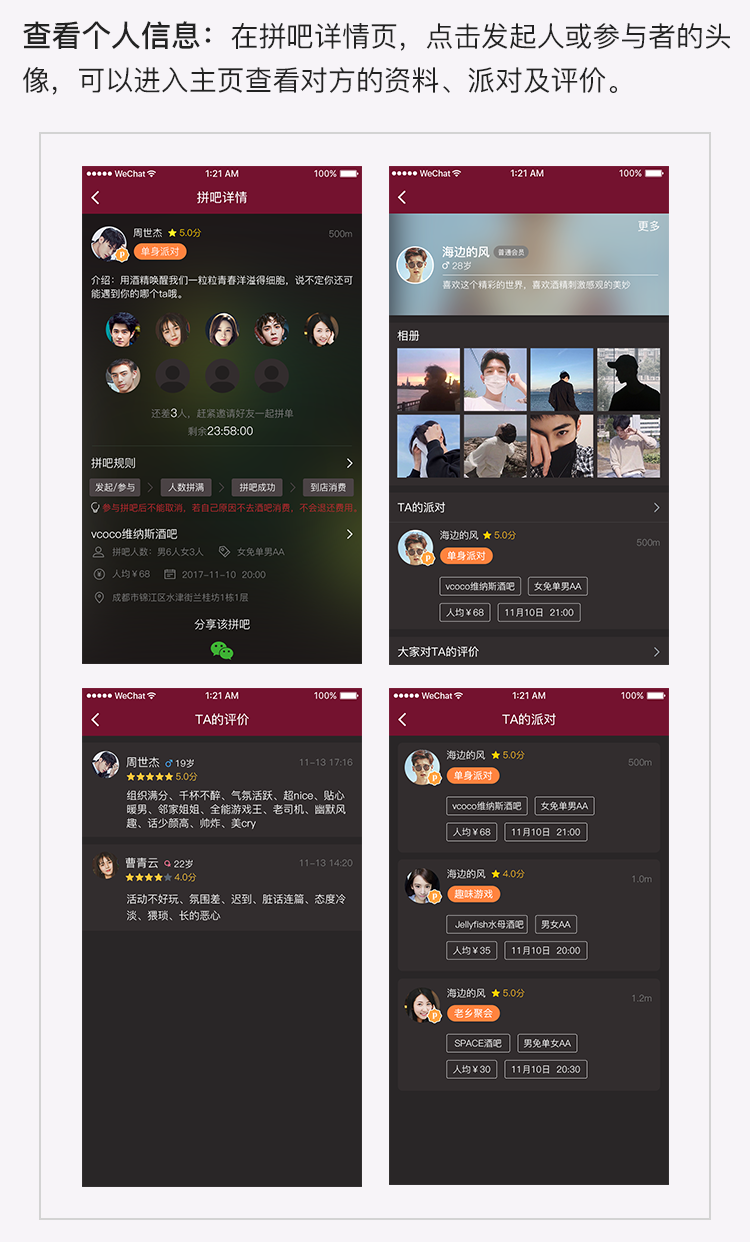 查看个人信息：在拼吧详情页，点击发起人或参与者的头
像，可以进入主页查看对方的资料、派对及评价。
WeChat 1:21 AM 100%
拼吧详情
周世杰 5.0分
500m
P
单身派对
介绍：用酒精唤醒我们一粒粒青春洋溢得细胞，说不定你还可
能遇到你的哪个ta哦。
还差3人，赶紧邀请好友一起拼单
剩余23:58:00
拼吧规则
发起/参与 人数拼满 拼吧成功 到店消费
参与拼吧后不能取消，若自己原因不去酒吧消费，不会退还费用。
vcoco维纳斯酒吧
拼吧人数：男6人女3人 女免单男AA
人均￥68 2017-11-10 20:00
成都市锦江区水津街兰桂坊1栋1层
分享该拼吧
WeChat 1:21 AM 100%
更多
海边的风 普通会员
28岁
喜欢这个精彩的世界，喜欢酒精刺激感观的美妙
相册
TA的派对
海边的风 5.0分
500m
P
单身派对
vcoco维纳斯酒吧 女免单男AA
人均￥68 11月10日 21:00
大家对TA的评价
WeChat 1:21 AM 100%
TA的评价
周世杰 19岁 11-13 17:16
5.0分
组织满分、千杯不醉、气氛活跃、超nice、贴心
暖男、邻家姐姐、全能游戏王、老司机、幽默风
趣、话少颜高、帅炸、美cry
曹青云 22岁 11-13 14:20
4.0分
活动不好玩、氛围差、迟到、脏话连篇、态度冷
淡、猥琐、长的恶心
WeChat 1:21 AM 100%
TA的派对
海边的风 5.0分
500m
P
单身派对
vcoco维纳斯酒吧 女免单男AA
人均￥68 11月10日 21:00
海边的风 4.0分
1.0m
P
趣味游戏
Jellyfish水母酒吧 男女AA
人均￥35 11月10日 20:00
海边的风 5.0分
1.2m
P
老乡聚会
SPACE酒吧 男免单女AA
人均￥30 11月10日 20:30